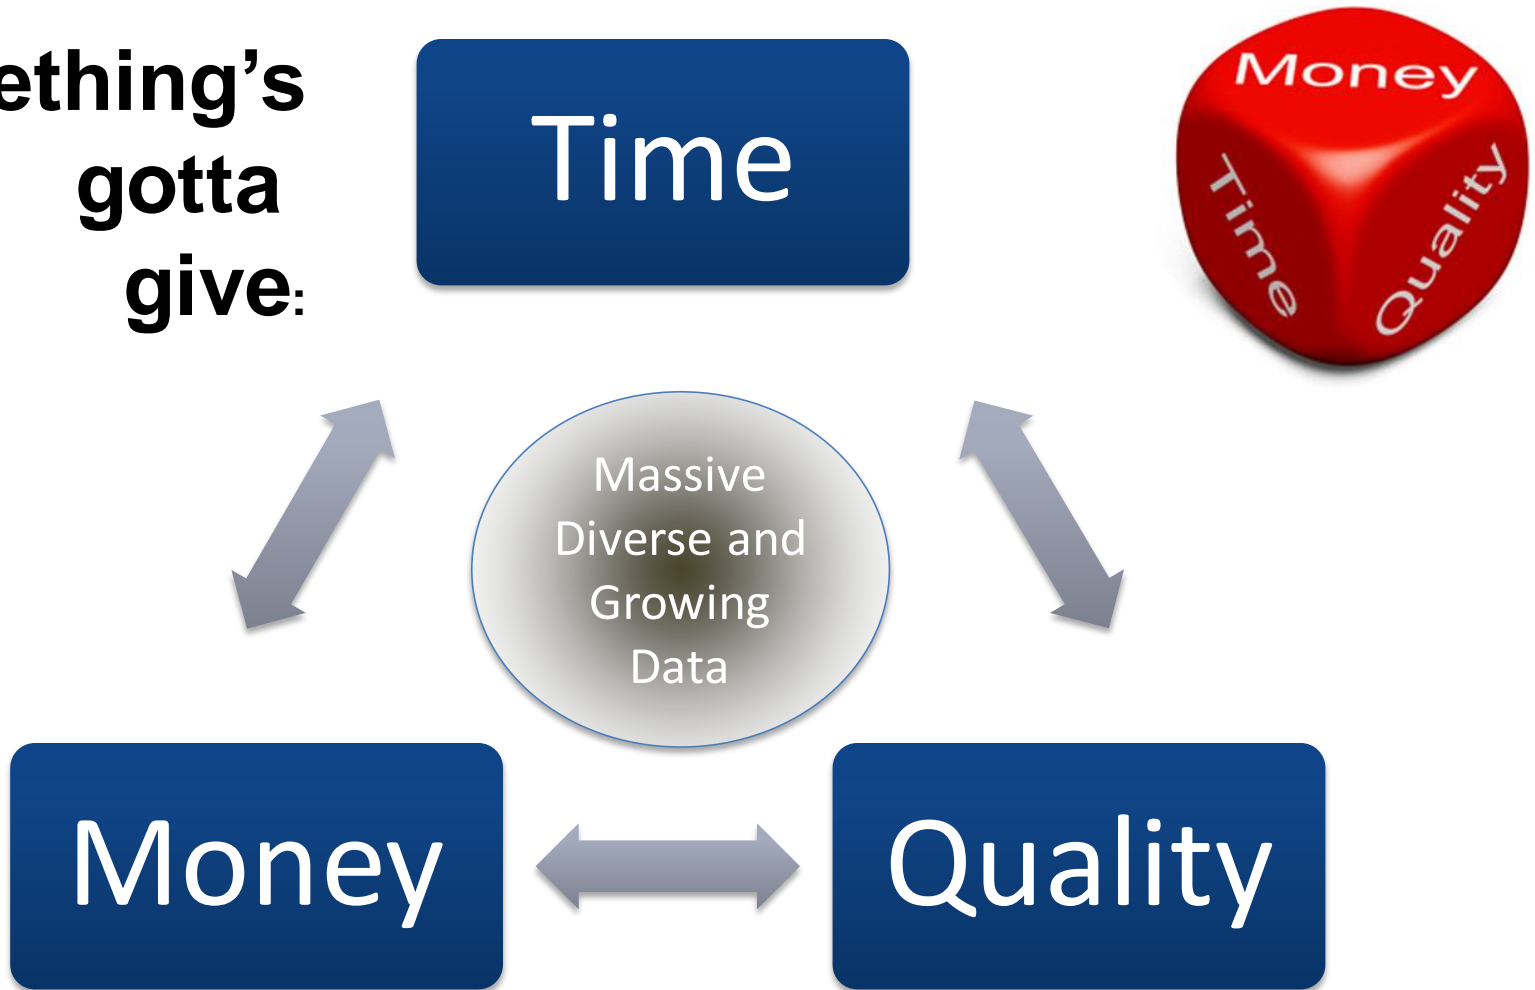 ething's
gotta
give:
Time
Money
Time
Quality
Massive
Diverse and
Growing
Data
Money
Quality